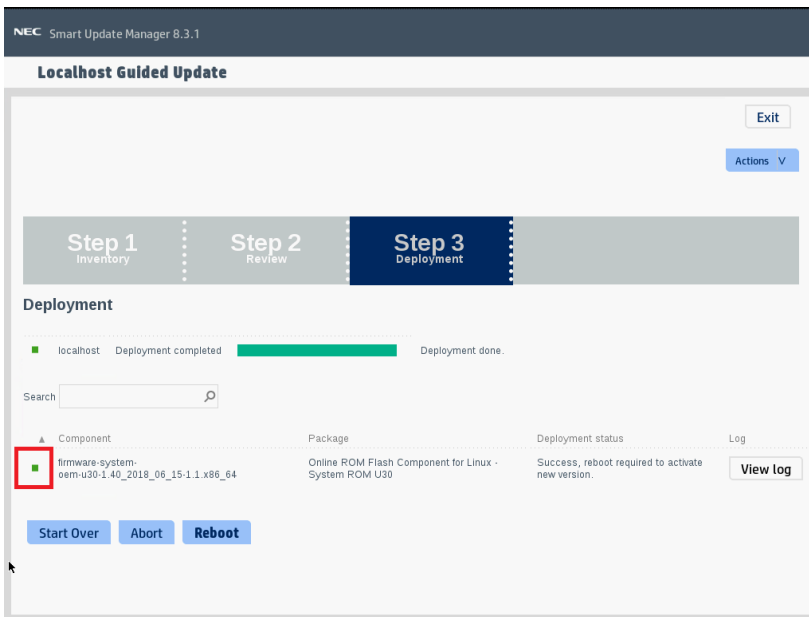 NEC Smart Update Manager 8.3.1
Localhost Guided Update
Exit
Actions V
Step 1
Inventory
Step 2
Review
Step 3
Deployment
Deployment
localhost Deployment completed Deployment done.
Search
Component Package Deployment status Log
firmware-system-
oem-u30-1.40_2018_06_15-1.1.x86_64
Online ROM Flash Component for Linux -
System ROM U30
Success, reboot required to activate
new version.
View log
Start Over Abort Reboot